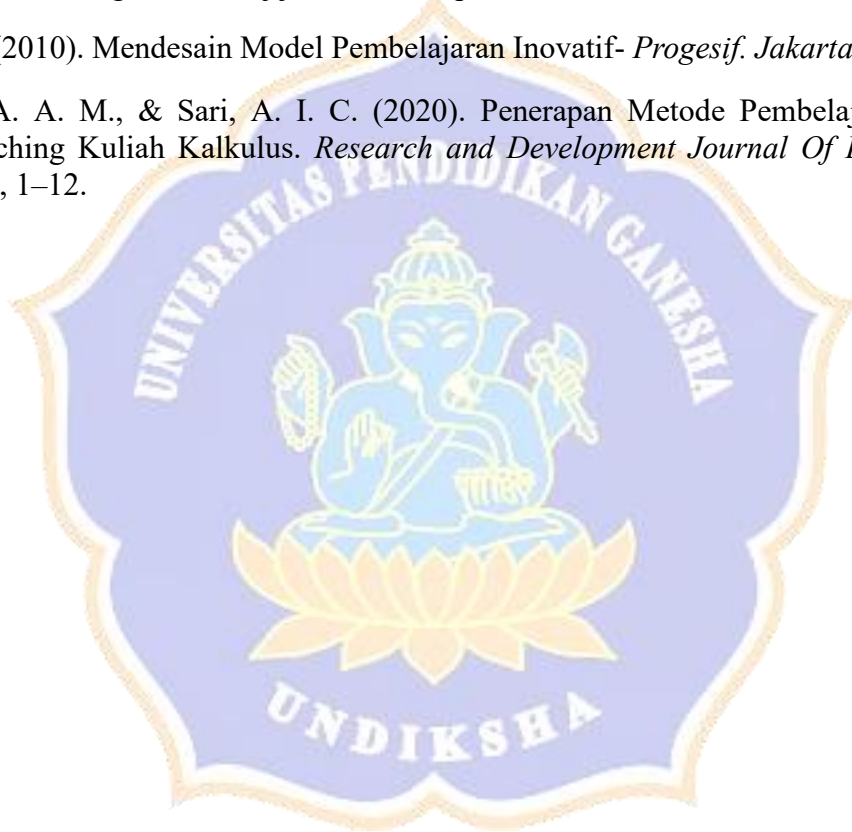 (2010). Mendesain Model Pembelajaran Inovatif- Progesif. Jakarta
A. A. M., & Sari, A. I. C. (2020). Penerapan Metode Pembelaj
ching Kuliah Kalkulus. Research and Development Journal Of
, 1–12.
UNIVERSITAS PENDIDIKAN GANESHA
UNDIKSHA